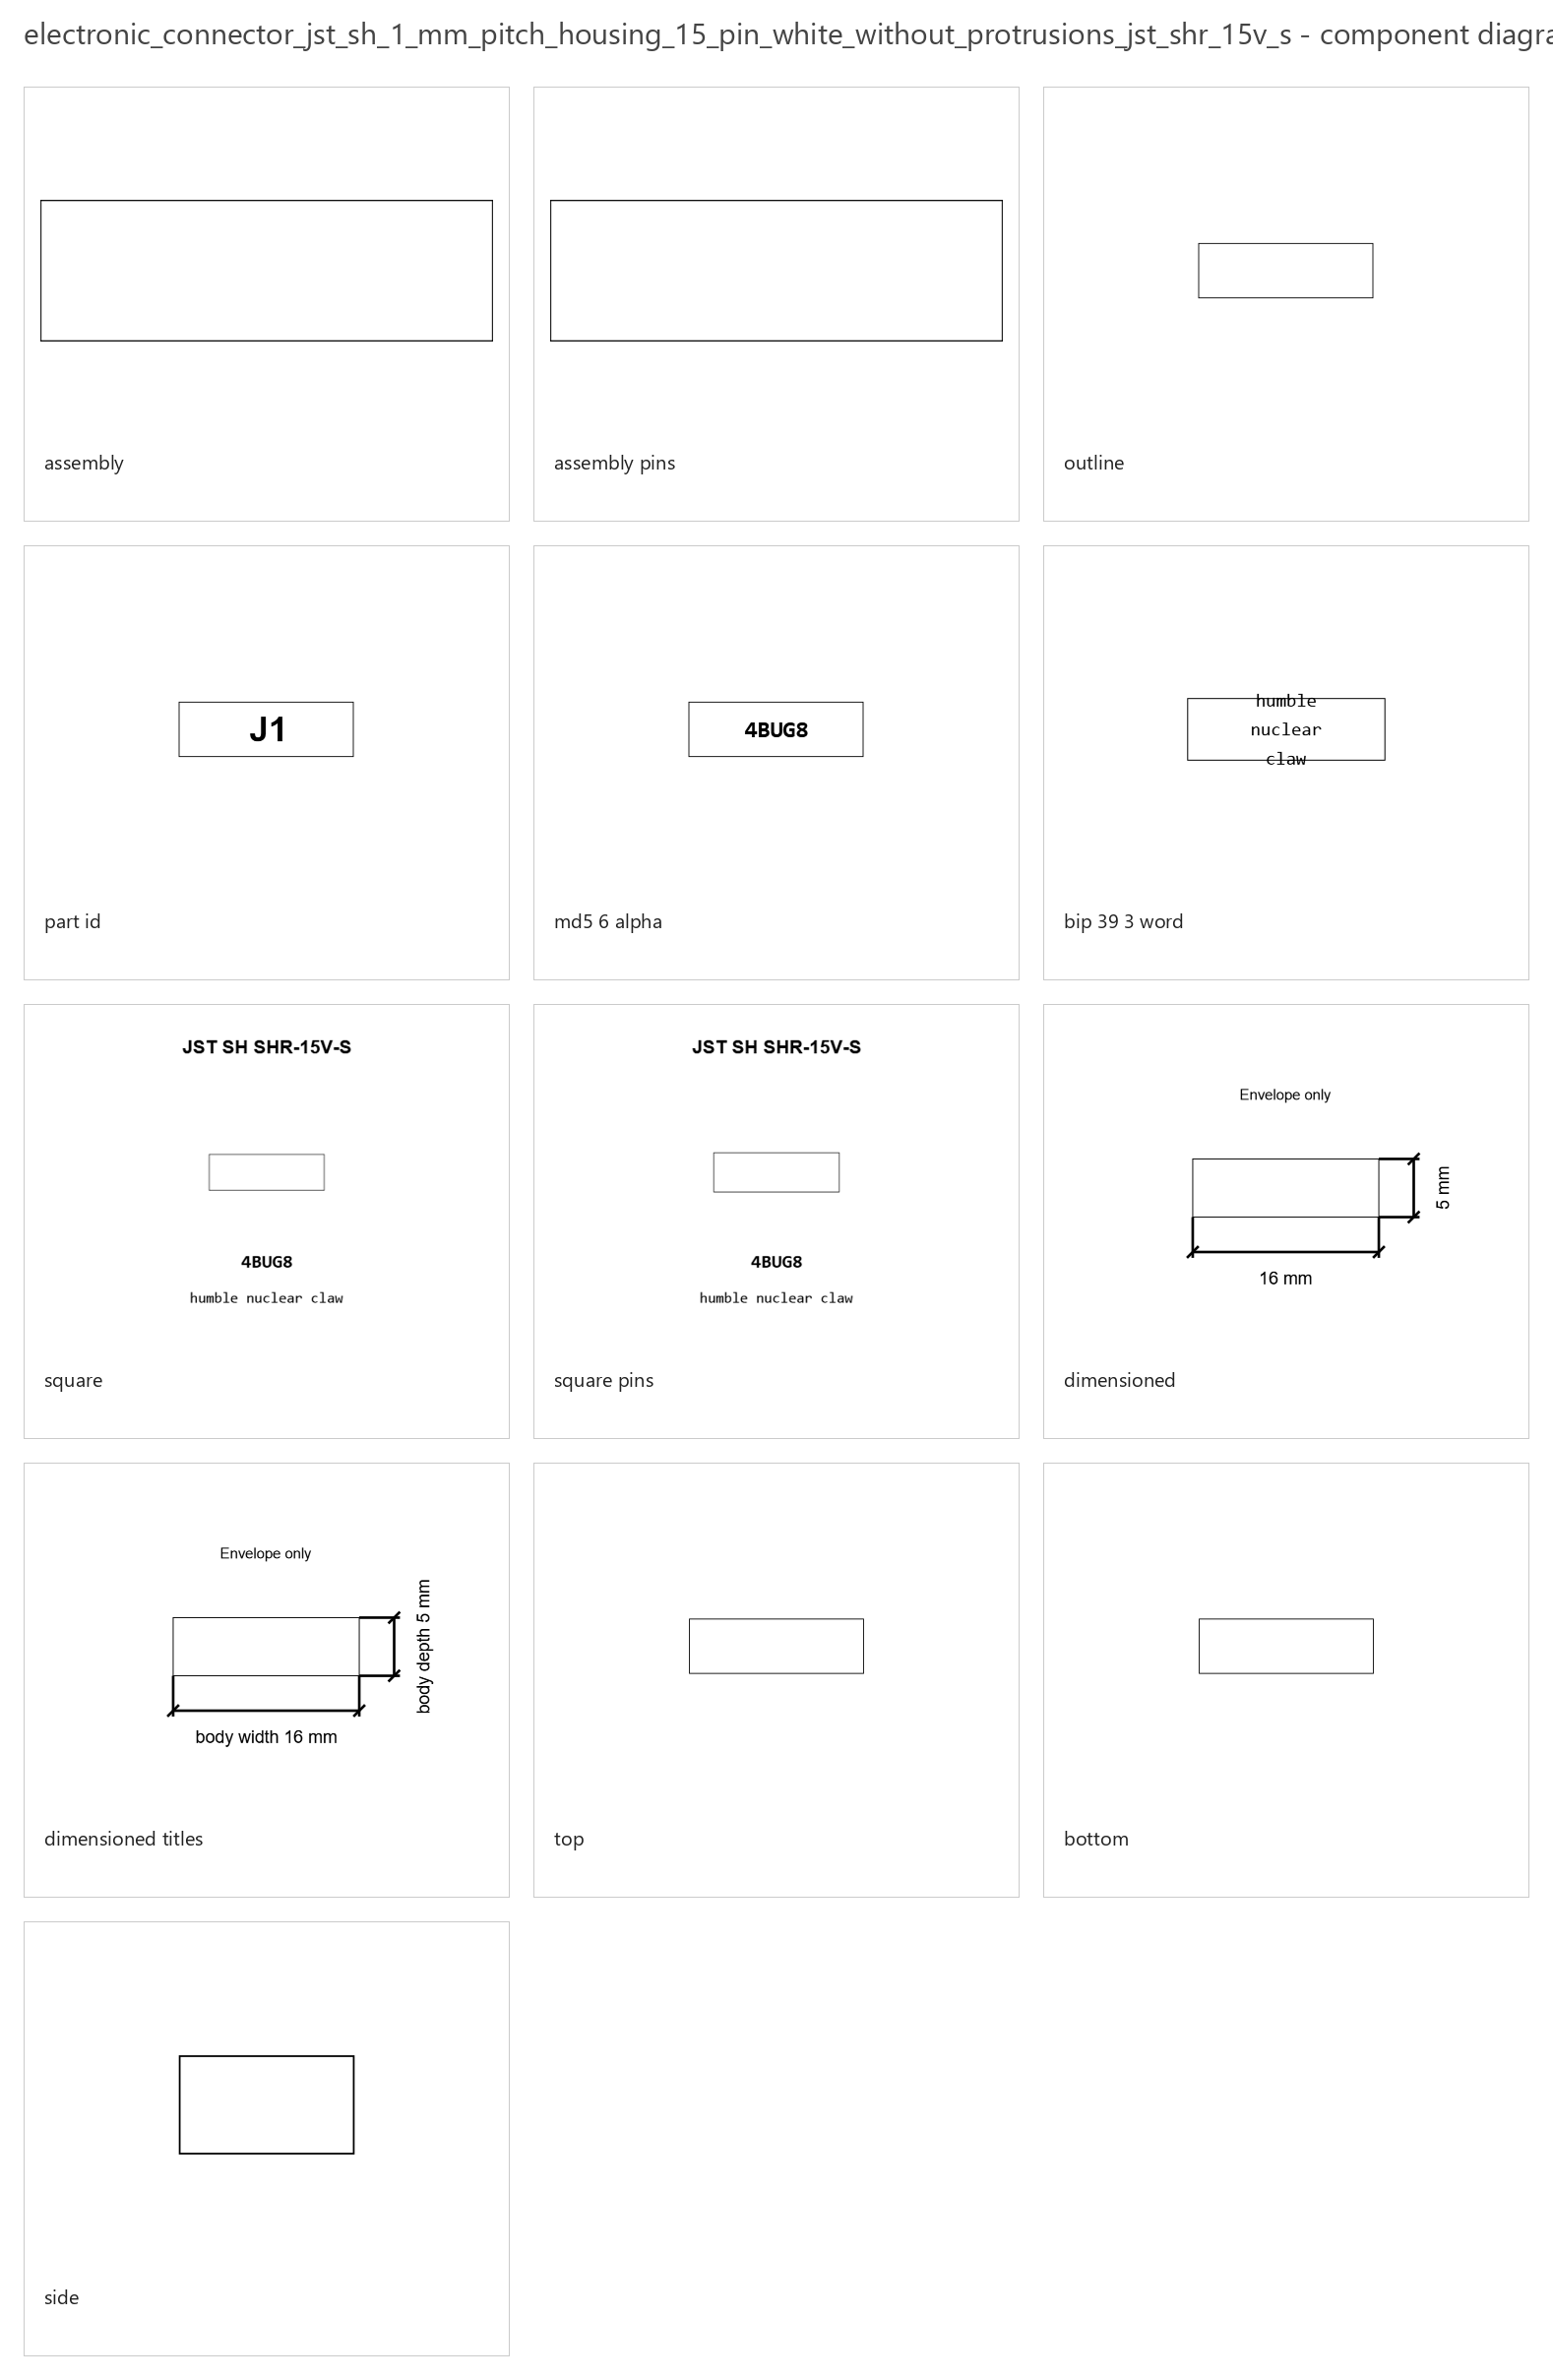 electronic_connector_jst_sh_1_mm_pitch_housing_15_pin_white_without_protrusions_jst_shr_15v_s - component diagra
assembly
assembly pins
outline
J1
part id
4BUG8
md5 6 alpha
humble
nuclear
claw
bip 39 3 word
JST SH SHR-15V-S
4BUG8
humble nuclear claw
square
JST SH SHR-15V-S
4BUG8
humble nuclear claw
square pins
Envelope only
5 mm
16 mm
dimensioned
Envelope only
body depth 5 mm
body width 16 mm
dimensioned titles
top
bottom
side